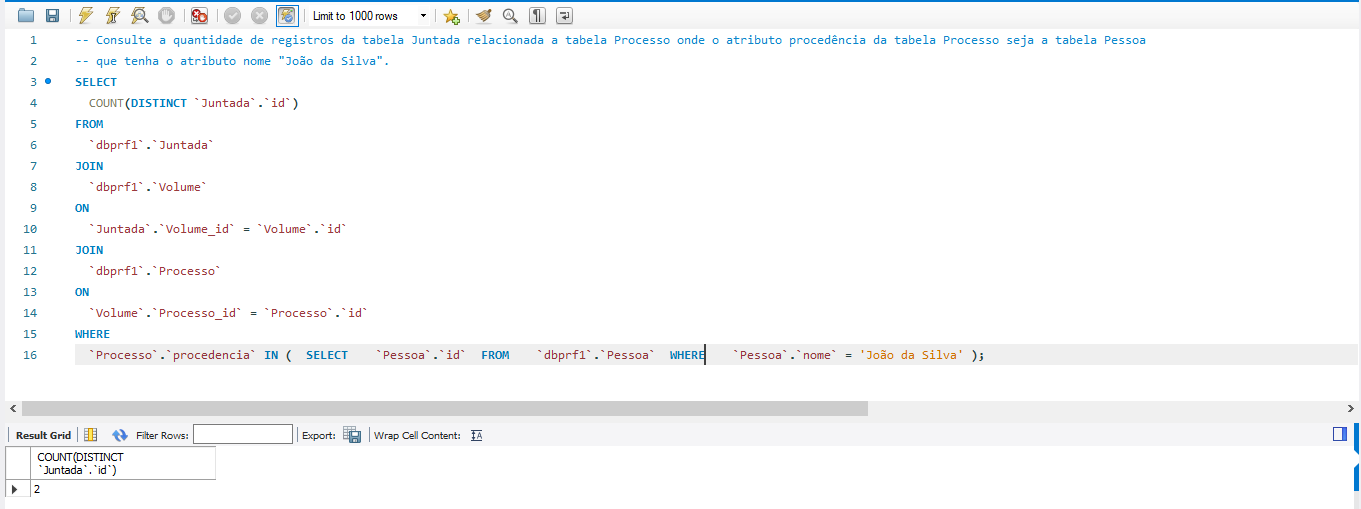 Limit to 1000 rows
1 -- Consulte a quantidade de registros da tabela Juntada relacionada a tabela Processo onde o atributo procedência da tabela Processo seja a tabela Pessoa
2 -- que tenha o atributo nome "João da Silva".
3 SELECT
4 COUNT(DISTINCT `Juntada`.`id`)
5 FROM
6 `dbprf1`.`Juntada`
7 JOIN
8 `dbprf1`.`Volume`
9 ON
10 `Juntada`.`Volume_id` = `Volume`.`id`
11 JOIN
12 `dbprf1`.`Processo`
13 ON
14 `Volume`.`Processo_id` = `Processo`.`id`
15 WHERE
16 `Processo`.`procedencia` IN ( SELECT `Pessoa`.`id` FROM `dbprf1`.`Pessoa` WHERE `Pessoa`.`nome` = 'João da Silva' );
Result Grid Filter Rows: Export: Wrap Cell Content:
COUNT(DISTINCT
`Juntada`.`id`)
2